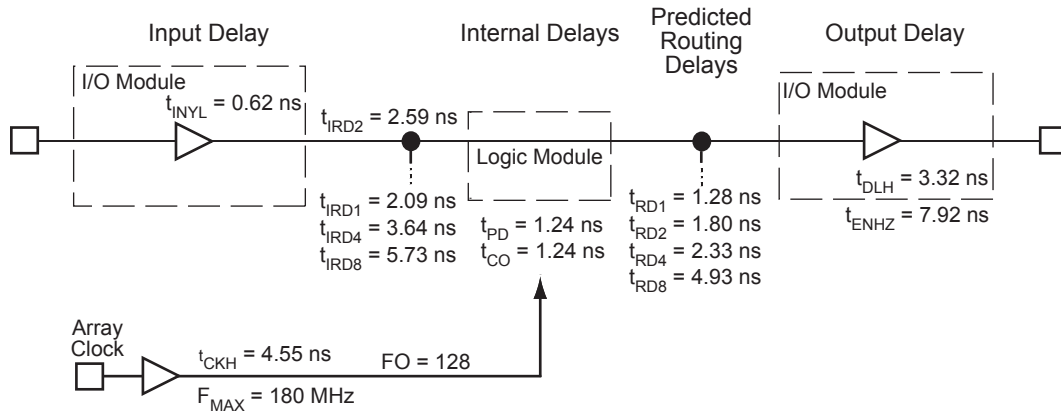 Input Delay
Internal Delays
Predicted
Routing
Delays
Output Delay
I/O Module
t_INYL = 0.62 ns
t_IRD2 = 2.59 ns
t_IRD1 = 2.09 ns
t_IRD4 = 3.64 ns
t_IRD8 = 5.73 ns
Logic Module
t_PD = 1.24 ns
t_CO = 1.24 ns
t_RD1 = 1.28 ns
t_RD2 = 1.80 ns
t_RD4 = 2.33 ns
t_RD8 = 4.93 ns
I/O Module
t_DLH = 3.32 ns
t_ENHZ = 7.92 ns
Array
Clock
t_CKH = 4.55 ns
FO = 128
F_MAX = 180 MHz